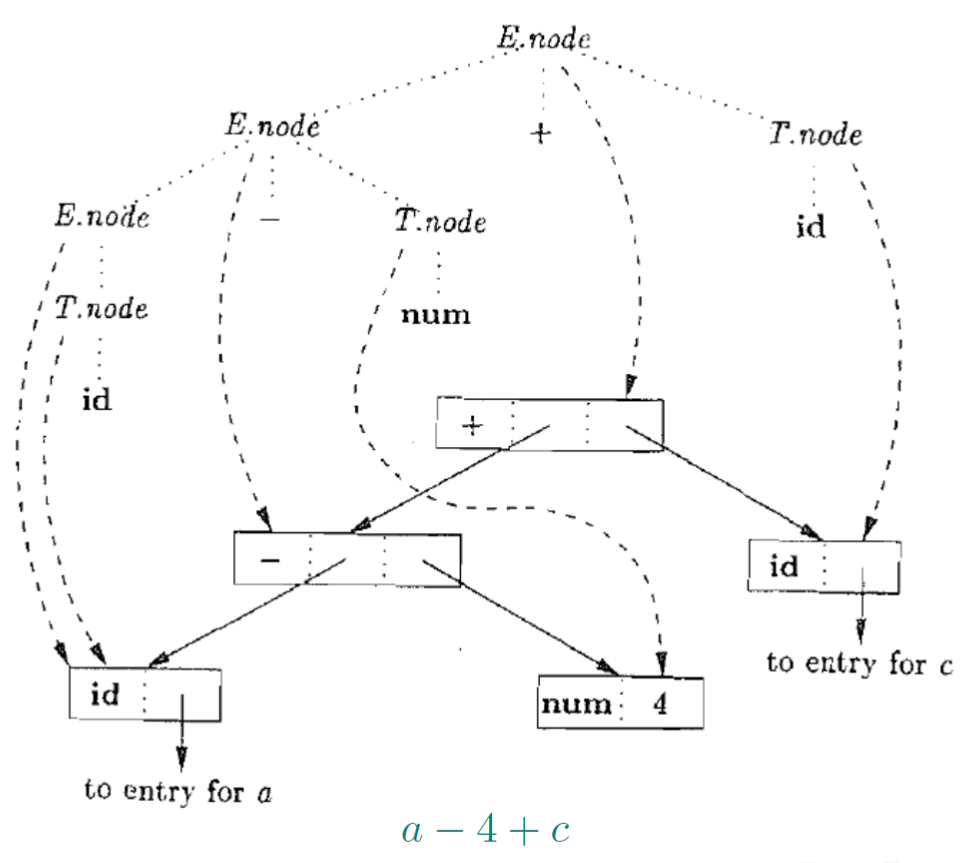 E.node
E.node + T.node
E.node − T.node id
T.node num
id
+
− id
to entry for c
id num 4
to entry for a
a − 4 + c